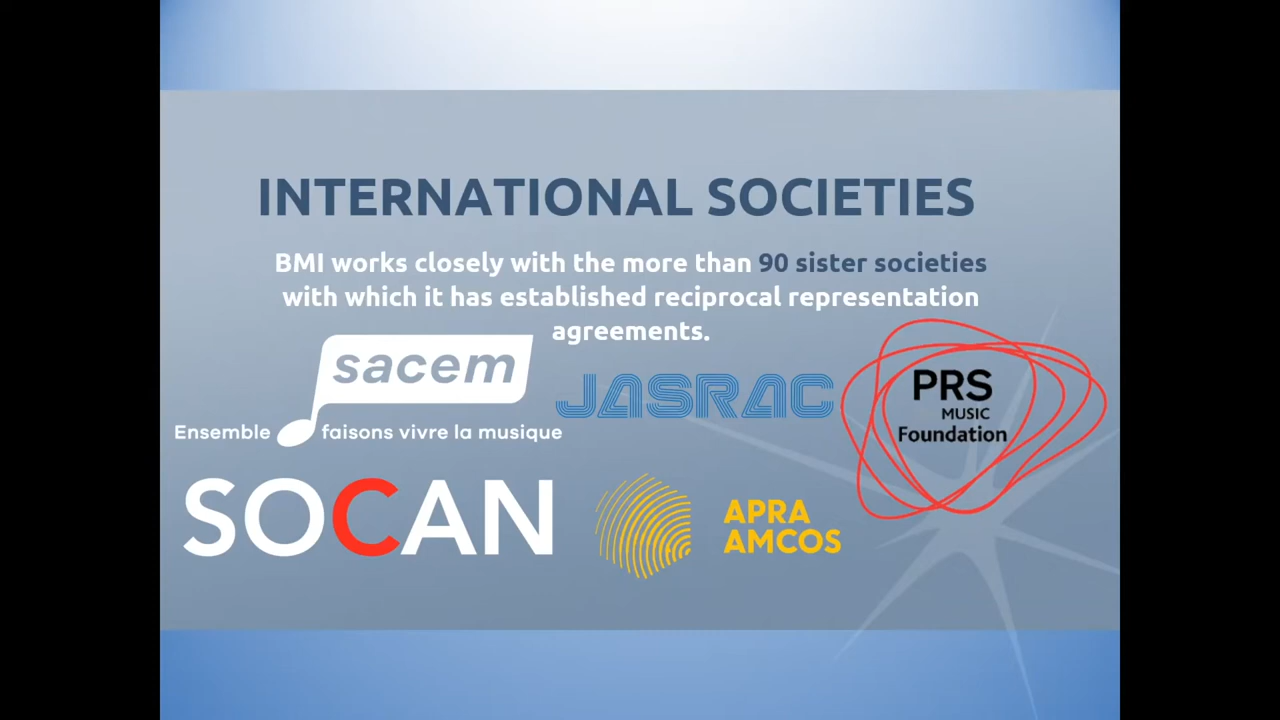 INTERNATIONAL SOCIETIES
BMI works closely with the more than 90 sister societies
with which it has established reciprocal representation
agreements.
sacem
Ensemble faisons vivre la musique
JASRAC
PRS
MUSIC
Foundation
SOCAN
APRA
AMCOS